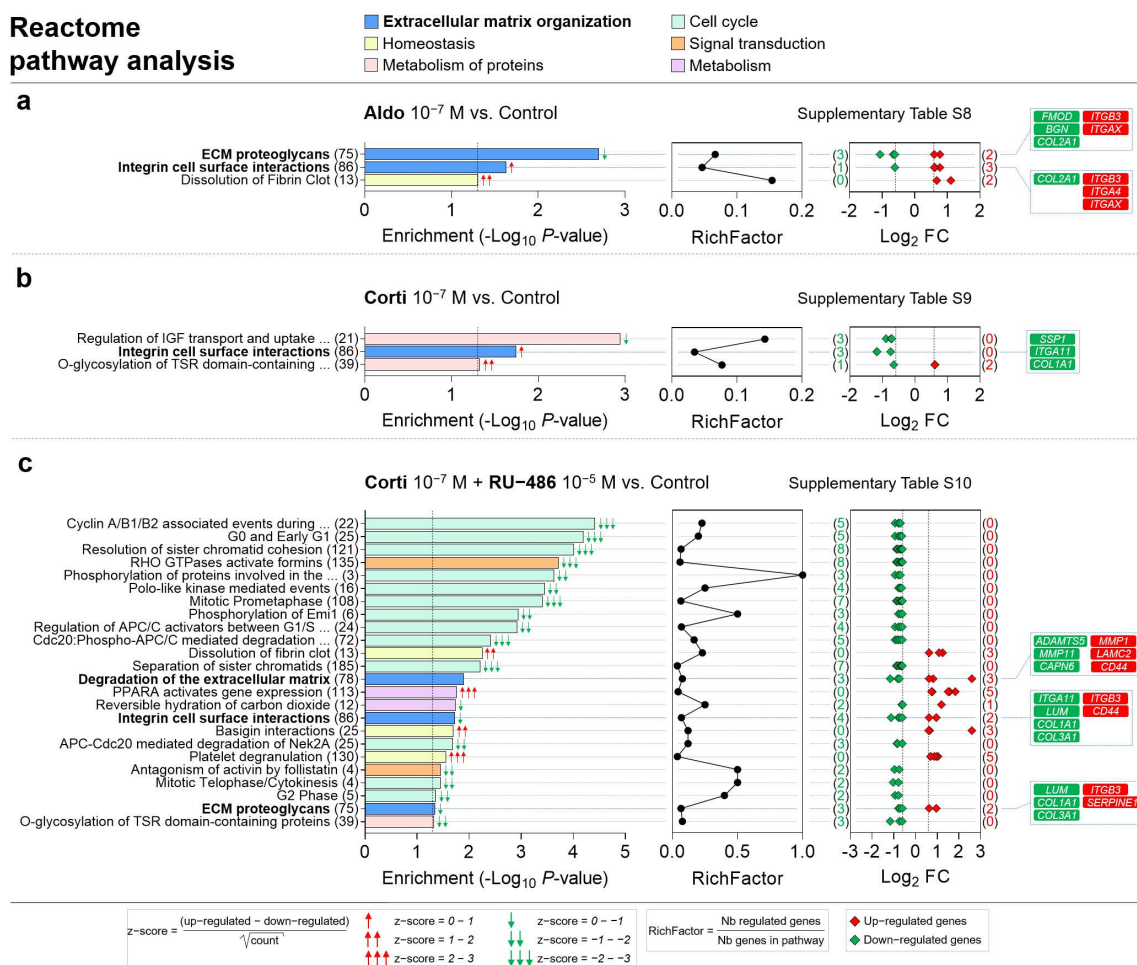 Reactome
pathway analysis
Extracellular matrix organization
Homeostasis
Metabolism of proteins
Cell cycle
Signal transduction
Metabolism
a
Aldo 10⁻⁷ M vs. Control
Supplementary Table S8
ECM proteoglycans (75)
Integrin cell surface interactions (86)
Dissolution of Fibrin Clot (13)
(3) (2)
(1) (3)
(0) (2)
FMOD ITGB3
BGN ITGAX
COL2A1
COL2A1 ITGB3
ITGA4
ITGAX
0 1 2 3
Enrichment (-Log₁₀ P-value)
0.0 0.1 0.2
RichFactor
-2 -1 0 1 2
Log₂ FC
b
Corti 10⁻⁷ M vs. Control
Supplementary Table S9
Regulation of IGF transport and uptake ... (21)
Integrin cell surface interactions (86)
O-glycosylation of TSR domain-containing ... (39)
(3) (0)
(3) (0)
(1) (2)
SSP1
ITGA11
COL1A1
0 1 2 3
Enrichment (-Log₁₀ P-value)
0.0 0.1 0.2
RichFactor
-2 -1 0 1 2
Log₂ FC
c
Corti 10⁻⁷ M + RU−486 10⁻⁵ M vs. Control
Supplementary Table S10
Cyclin A/B1/B2 associated events during ... (22)
G0 and Early G1 (25)
Resolution of sister chromatid cohesion (121)
RHO GTPases activate formins (135)
Phosphorylation of proteins involved in the ... (3)
Polo-like kinase mediated events (16)
Mitotic Prometaphase (108)
Phosphorylation of Emi1 (6)
Regulation of APC/C activators between G1/S ... (24)
Cdc20:Phospho-APC/C mediated degradation ... (72)
Dissolution of fibrin clot (13)
Separation of sister chromatids (185)
Degradation of the extracellular matrix (78)
PPARA activates gene expression (113)
Reversible hydration of carbon dioxide (12)
Integrin cell surface interactions (86)
Basigin interactions (25)
APC-Cdc20 mediated degradation of Nek2A (25)
Platelet degranulation (130)
Antagonism of activin by follistatin (4)
Mitotic Telophase/Cytokinesis (4)
G2 Phase (5)
ECM proteoglycans (75)
O-glycosylation of TSR domain-containing proteins (39)
(5) (0)
(5) (0)
(8) (0)
(8) (0)
(3) (0)
(4) (0)
(7) (0)
(3) (0)
(4) (0)
(5) (0)
(0) (3)
(7) (0)
(3) (3)
(0) (5)
(2) (1)
(4) (2)
(0) (3)
(3) (0)
(0) (5)
(2) (0)
(2) (0)
(2) (0)
(3) (2)
(3) (0)
ADAMTS5 MMP1
MMP11 LAMC2
CAPN6 CD44
ITGA11 ITGB3
LUM CD44
COL1A1
COL3A1
LUM ITGB3
COL1A1 SERPINE1
COL3A1
0 1 2 3 4 5
Enrichment (-Log₁₀ P-value)
0.0 0.5 1.0
RichFactor
-3 -2 -1 0 1 2 3
Log₂ FC
z−score = (up−regulated − down−regulated) / √count
z−score = 0 − 1
z−score = 1 − 2
z−score = 2 − 3
z−score = 0 − −1
z−score = −1 − −2
z−score = −2 − −3
RichFactor = Nb regulated genes / Nb genes in pathway
Up−regulated genes
Down−regulated genes